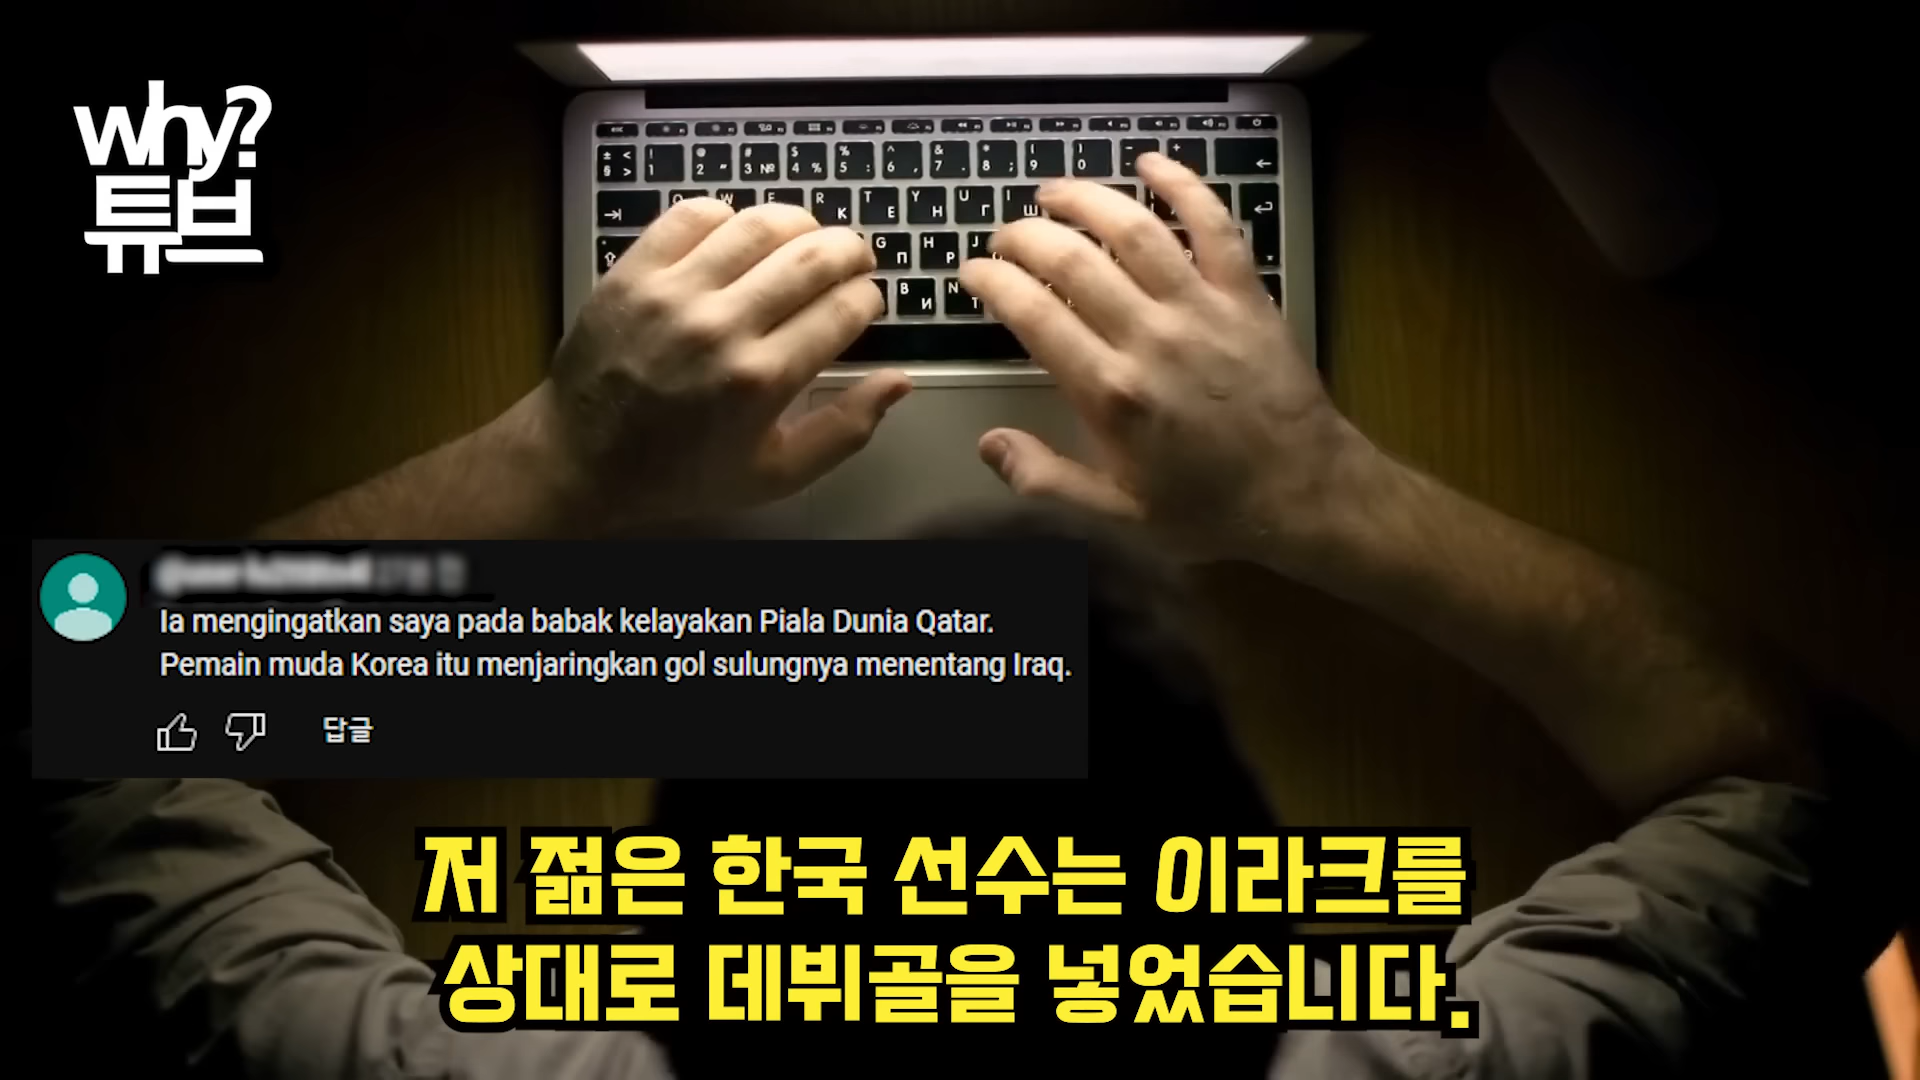 why?
튜브
Ia mengingatkan saya pada babak kelayakan Piala Dunia Qatar.
Pemain muda Korea itu menjaringkan gol sulungnya menentang Iraq.
답글
저 젊은 한국 선수는 이라크를
상대로 데뷔골을 넣었습니다.